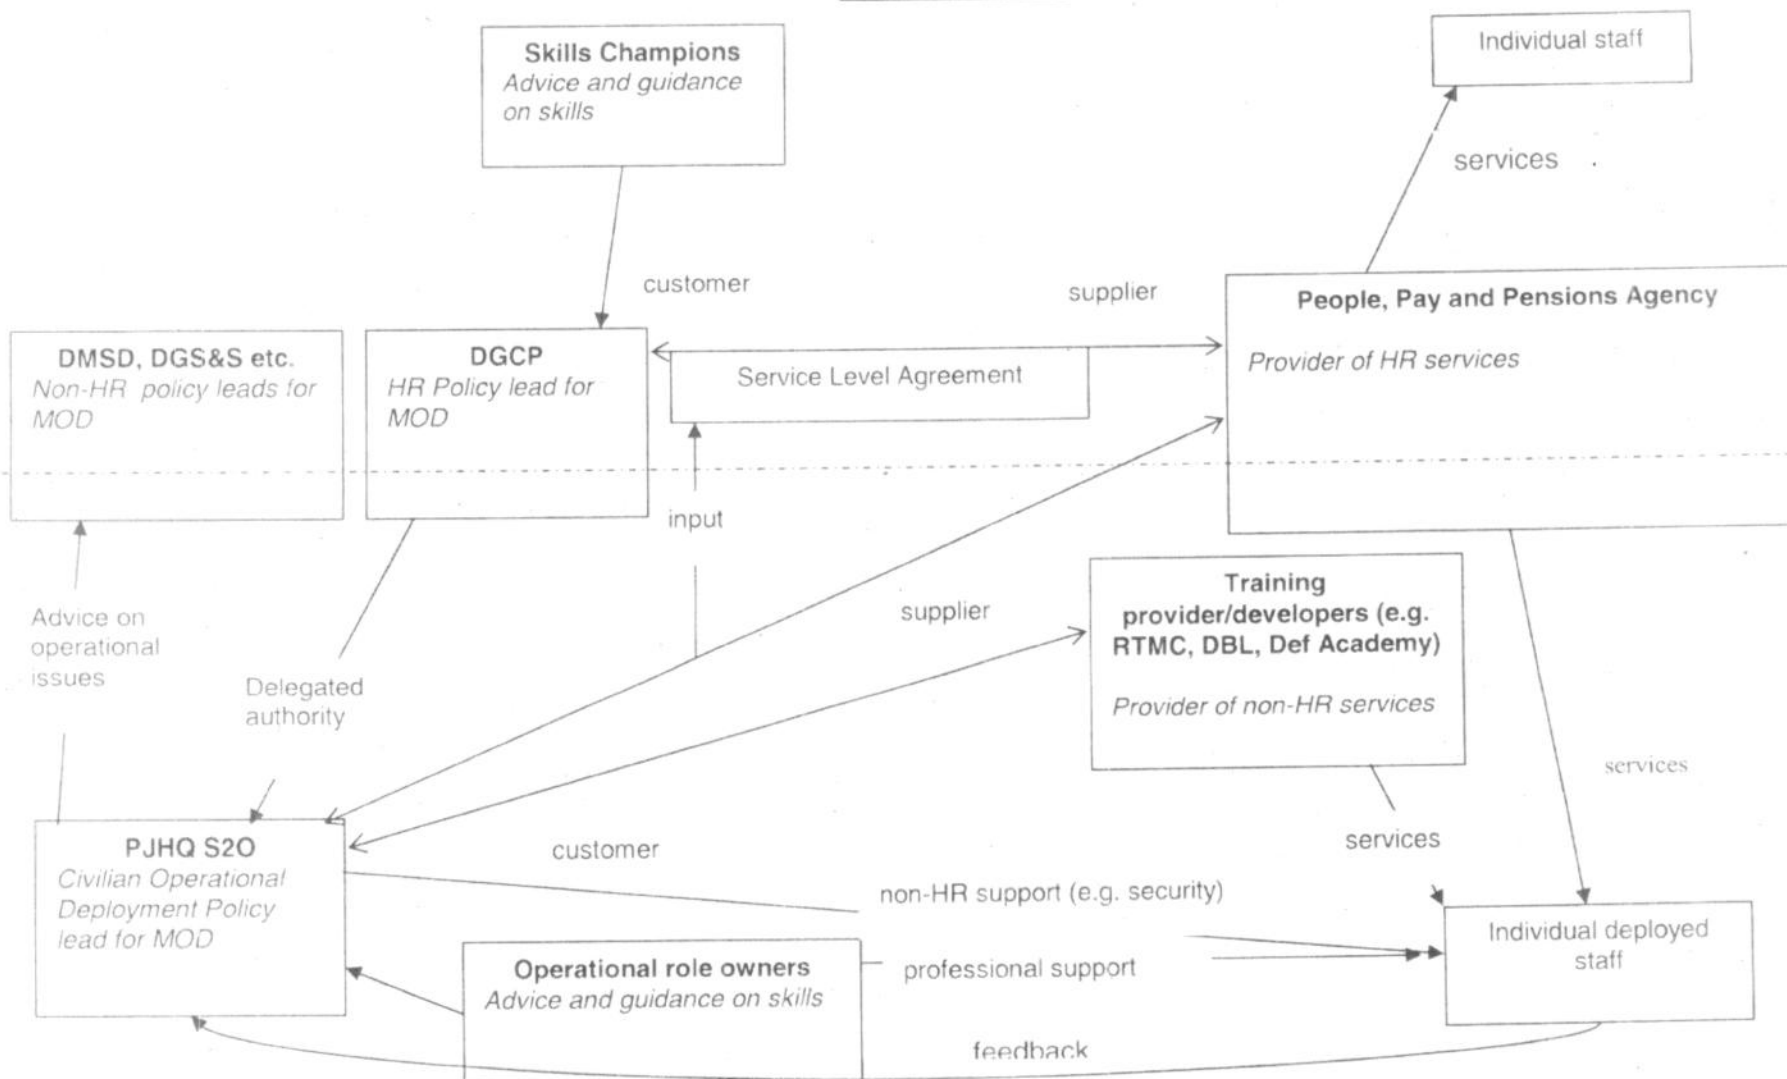 Skills Champions
Advice and guidance
on skills
Individual staff
services
customer
supplier
People, Pay and Pensions Agency
Provider of HR services
DMSD, DGS&S etc.
Non-HR policy leads for
MOD
DGCP
HR Policy lead for
MOD
Service Level Agreement
input
Advice on
operational
issues
Delegated
authority
supplier
Training
provider/developers (e.g.
RTMC, DBL, Def Academy)
Provider of non-HR services
services
services
PJHQ S2O
Civilian Operational
Deployment Policy
lead for MOD
customer
non-HR support (e.g. security)
professional support
Operational role owners
Advice and guidance on skills
Individual deployed
staff
feedback